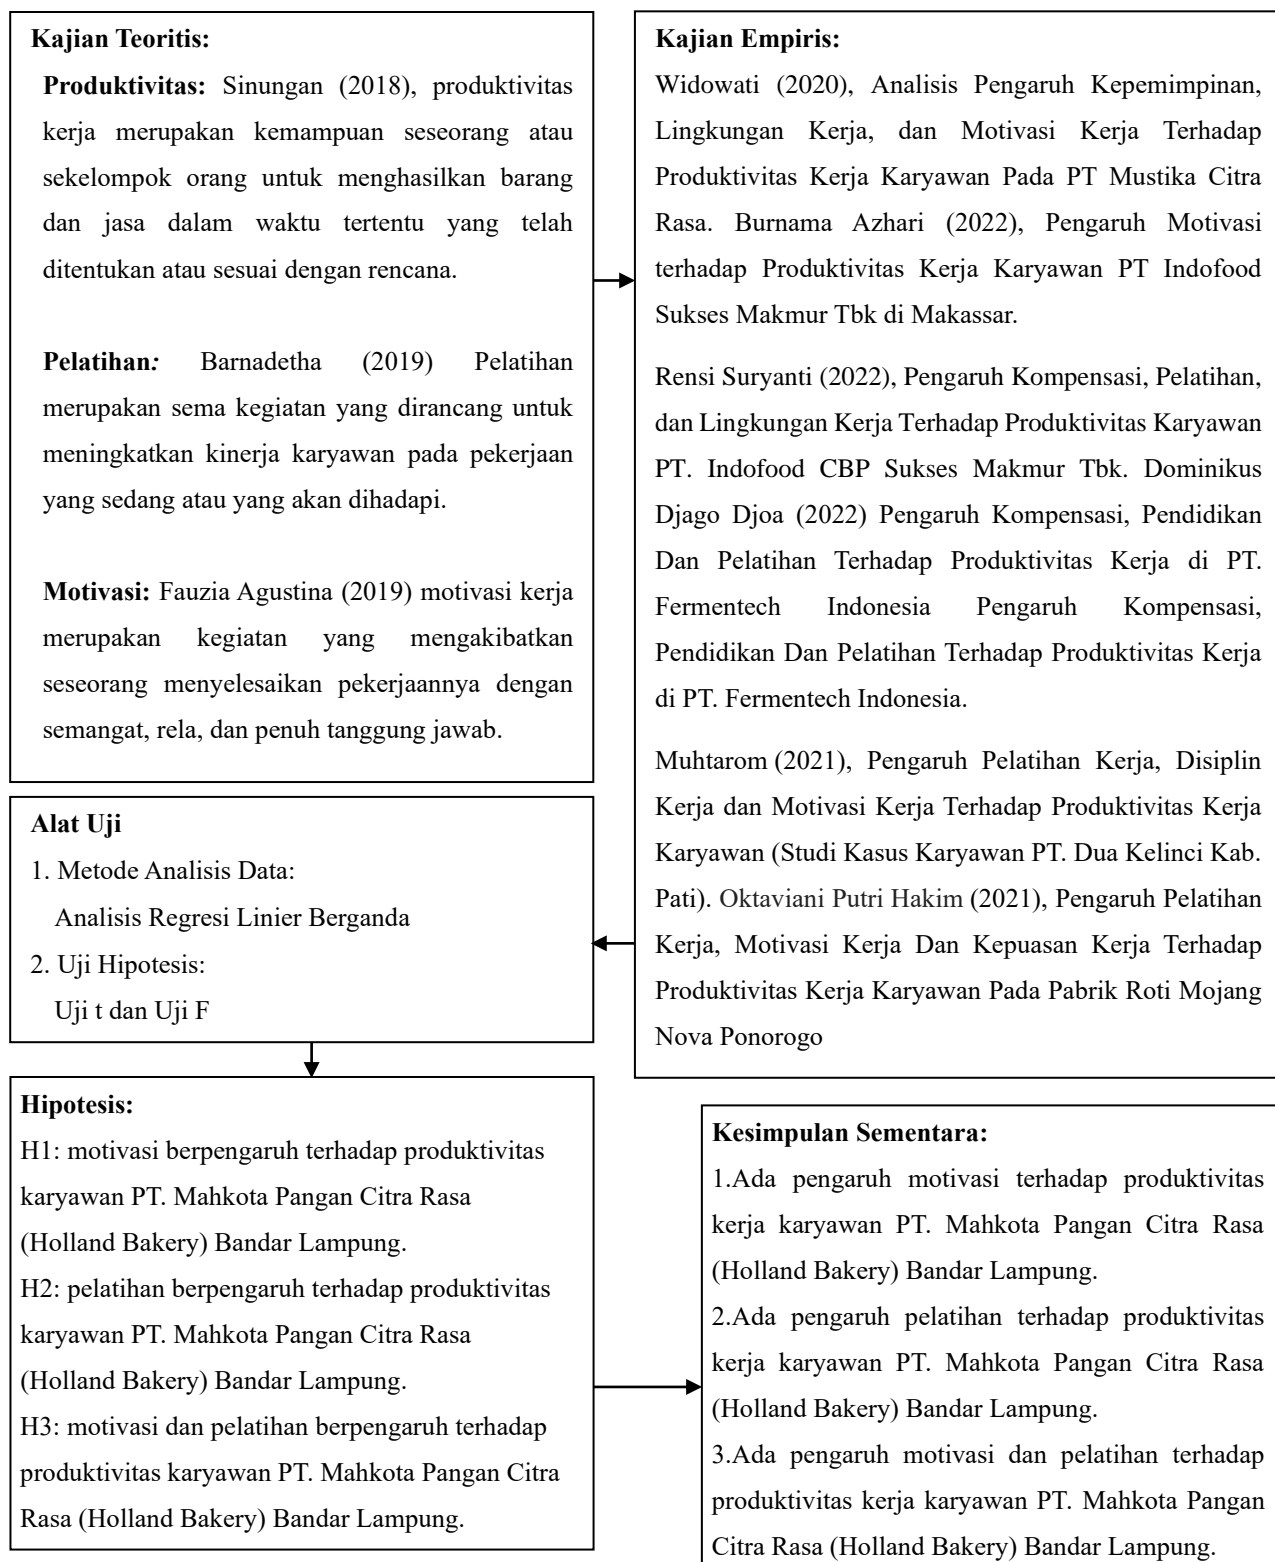 Kajian Teoritis:
Produktivitas: Sinungan (2018), produktivitas
kerja merupakan kemampuan seseorang atau
sekelompok orang untuk menghasilkan barang
dan jasa dalam waktu tertentu yang telah
ditentukan atau sesuai dengan rencana.
Pelatihan: Barnadetha (2019) Pelatihan
merupakan sema kegiatan yang dirancang untuk
meningkatkan kinerja karyawan pada pekerjaan
yang sedang atau yang akan dihadapi.
Motivasi: Fauzia Agustina (2019) motivasi kerja
merupakan kegiatan yang mengakibatkan
seseorang menyelesaikan pekerjaannya dengan
semangat, rela, dan penuh tanggung jawab.
Kajian Empiris:
Widowati (2020), Analisis Pengaruh Kepemimpinan,
Lingkungan Kerja, dan Motivasi Kerja Terhadap
Produktivitas Kerja Karyawan Pada PT Mustika Citra
Rasa. Burnama Azhari (2022), Pengaruh Motivasi
terhadap Produktivitas Kerja Karyawan PT Indofood
Sukses Makmur Tbk di Makassar.
Rensi Suryanti (2022), Pengaruh Kompensasi, Pelatihan,
dan Lingkungan Kerja Terhadap Produktivitas Karyawan
PT. Indofood CBP Sukses Makmur Tbk. Dominikus
Djago Djoa (2022) Pengaruh Kompensasi, Pendidikan
Dan Pelatihan Terhadap Produktivitas Kerja di PT.
Fermentech Indonesia Pengaruh Kompensasi,
Pendidikan Dan Pelatihan Terhadap Produktivitas Kerja
di PT. Fermentech Indonesia.
Muhtarom (2021), Pengaruh Pelatihan Kerja, Disiplin
Kerja dan Motivasi Kerja Terhadap Produktivitas Kerja
Karyawan (Studi Kasus Karyawan PT. Dua Kelinci Kab.
Pati). Oktaviani Putri Hakim (2021), Pengaruh Pelatihan
Kerja, Motivasi Kerja Dan Kepuasan Kerja Terhadap
Produktivitas Kerja Karyawan Pada Pabrik Roti Mojang
Nova Ponorogo
Alat Uji
1. Metode Analisis Data:
Analisis Regresi Linier Berganda
2. Uji Hipotesis:
Uji t dan Uji F
Hipotesis:
H1: motivasi berpengaruh terhadap produktivitas
karyawan PT. Mahkota Pangan Citra Rasa
(Holland Bakery) Bandar Lampung.
H2: pelatihan berpengaruh terhadap produktivitas
karyawan PT. Mahkota Pangan Citra Rasa
(Holland Bakery) Bandar Lampung.
H3: motivasi dan pelatihan berpengaruh terhadap
produktivitas karyawan PT. Mahkota Pangan Citra
Rasa (Holland Bakery) Bandar Lampung.
Kesimpulan Sementara:
1.Ada pengaruh motivasi terhadap produktivitas
kerja karyawan PT. Mahkota Pangan Citra Rasa
(Holland Bakery) Bandar Lampung.
2.Ada pengaruh pelatihan terhadap produktivitas
kerja karyawan PT. Mahkota Pangan Citra Rasa
(Holland Bakery) Bandar Lampung.
3.Ada pengaruh motivasi dan pelatihan terhadap
produktivitas kerja karyawan PT. Mahkota Pangan
Citra Rasa (Holland Bakery) Bandar Lampung.